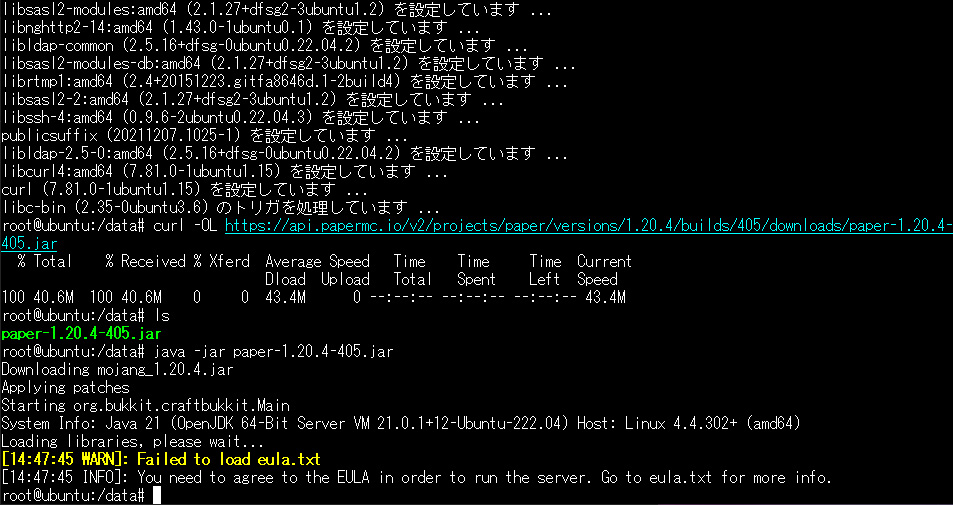 libsasl2-modules:amd64 (2.1.27+dfsg2-3ubuntu1.2) を設定しています ...
libnghttp2-14:amd64 (1.43.0-1ubuntu0.1) を設定しています ...
libldap-common (2.5.16+dfsg-0ubuntu0.22.04.2) を設定しています ...
libsasl2-modules-db:amd64 (2.1.27+dfsg2-3ubuntu1.2) を設定しています ...
librtmp1:amd64 (2.4+20151223.gitfa8646d.1-2build4) を設定しています ...
libsasl2-2:amd64 (2.1.27+dfsg2-3ubuntu1.2) を設定しています ...
libssh-4:amd64 (0.9.6-2ubuntu0.22.04.3) を設定しています ...
publicsuffix (20211207.1025-1) を設定しています ...
libldap-2.5-0:amd64 (2.5.16+dfsg-0ubuntu0.22.04.2) を設定しています ...
libcurl4:amd64 (7.81.0-1ubuntu1.15) を設定しています ...
curl (7.81.0-1ubuntu1.15) を設定しています ...
libc-bin (2.35-0ubuntu3.6) のトリガを処理しています ...
root@ubuntu:/data# curl -OL https://api.papermc.io/v2/projects/paper/versions/1.20.4/builds/405/downloads/paper-1.20.4-
405.jar
  % Total    % Received % Xferd  Average Speed   Time    Time     Time  Current
                                 Dload  Upload   Total   Spent    Left  Speed
100 40.6M  100 40.6M    0     0  43.4M      0 --:--:-- --:--:-- --:--:-- 43.4M
root@ubuntu:/data# ls
paper-1.20.4-405.jar
root@ubuntu:/data# java -jar paper-1.20.4-405.jar
Downloading mojang_1.20.4.jar
Applying patches
Starting org.bukkit.craftbukkit.Main
System Info: Java 21 (OpenJDK 64-Bit Server VM 21.0.1+12-Ubuntu-222.04) Host: Linux 4.4.302+ (amd64)
Loading libraries, please wait...
[14:47:45 WARN]: Failed to load eula.txt
[14:47:45 INFO]: You need to agree to the EULA in order to run the server. Go to eula.txt for more info.
root@ubuntu:/data#